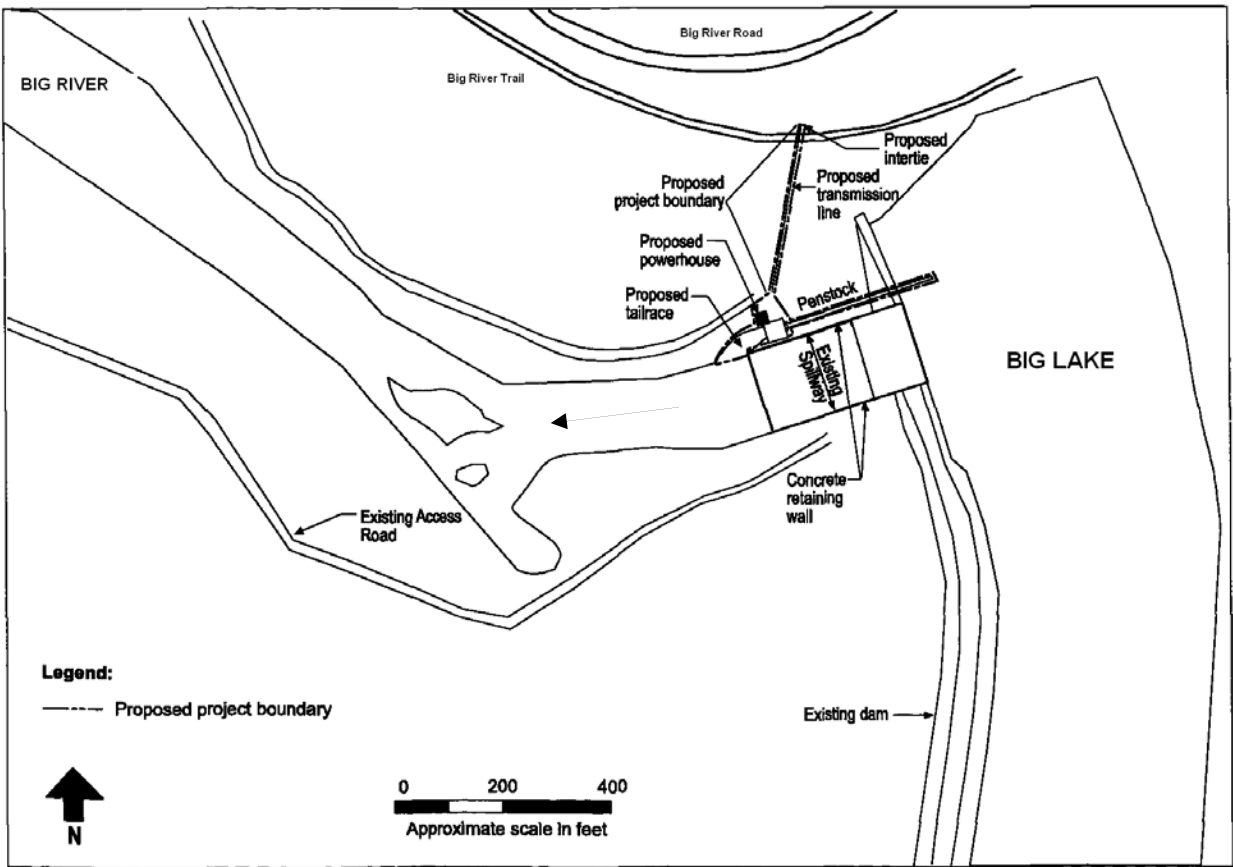 Big River Road
BIG RIVER
Big River Trail
Proposed
intertie
Proposed
project boundary
Proposed
transmission
line
Proposed
powerhouse
Proposed
tailrace
Penstock
Existing
Spillway
BIG LAKE
Concrete
retaining
wall
Existing Access
Road
Legend:
Proposed project boundary
Existing dam
0 200 400
Approximate scale in feet
N